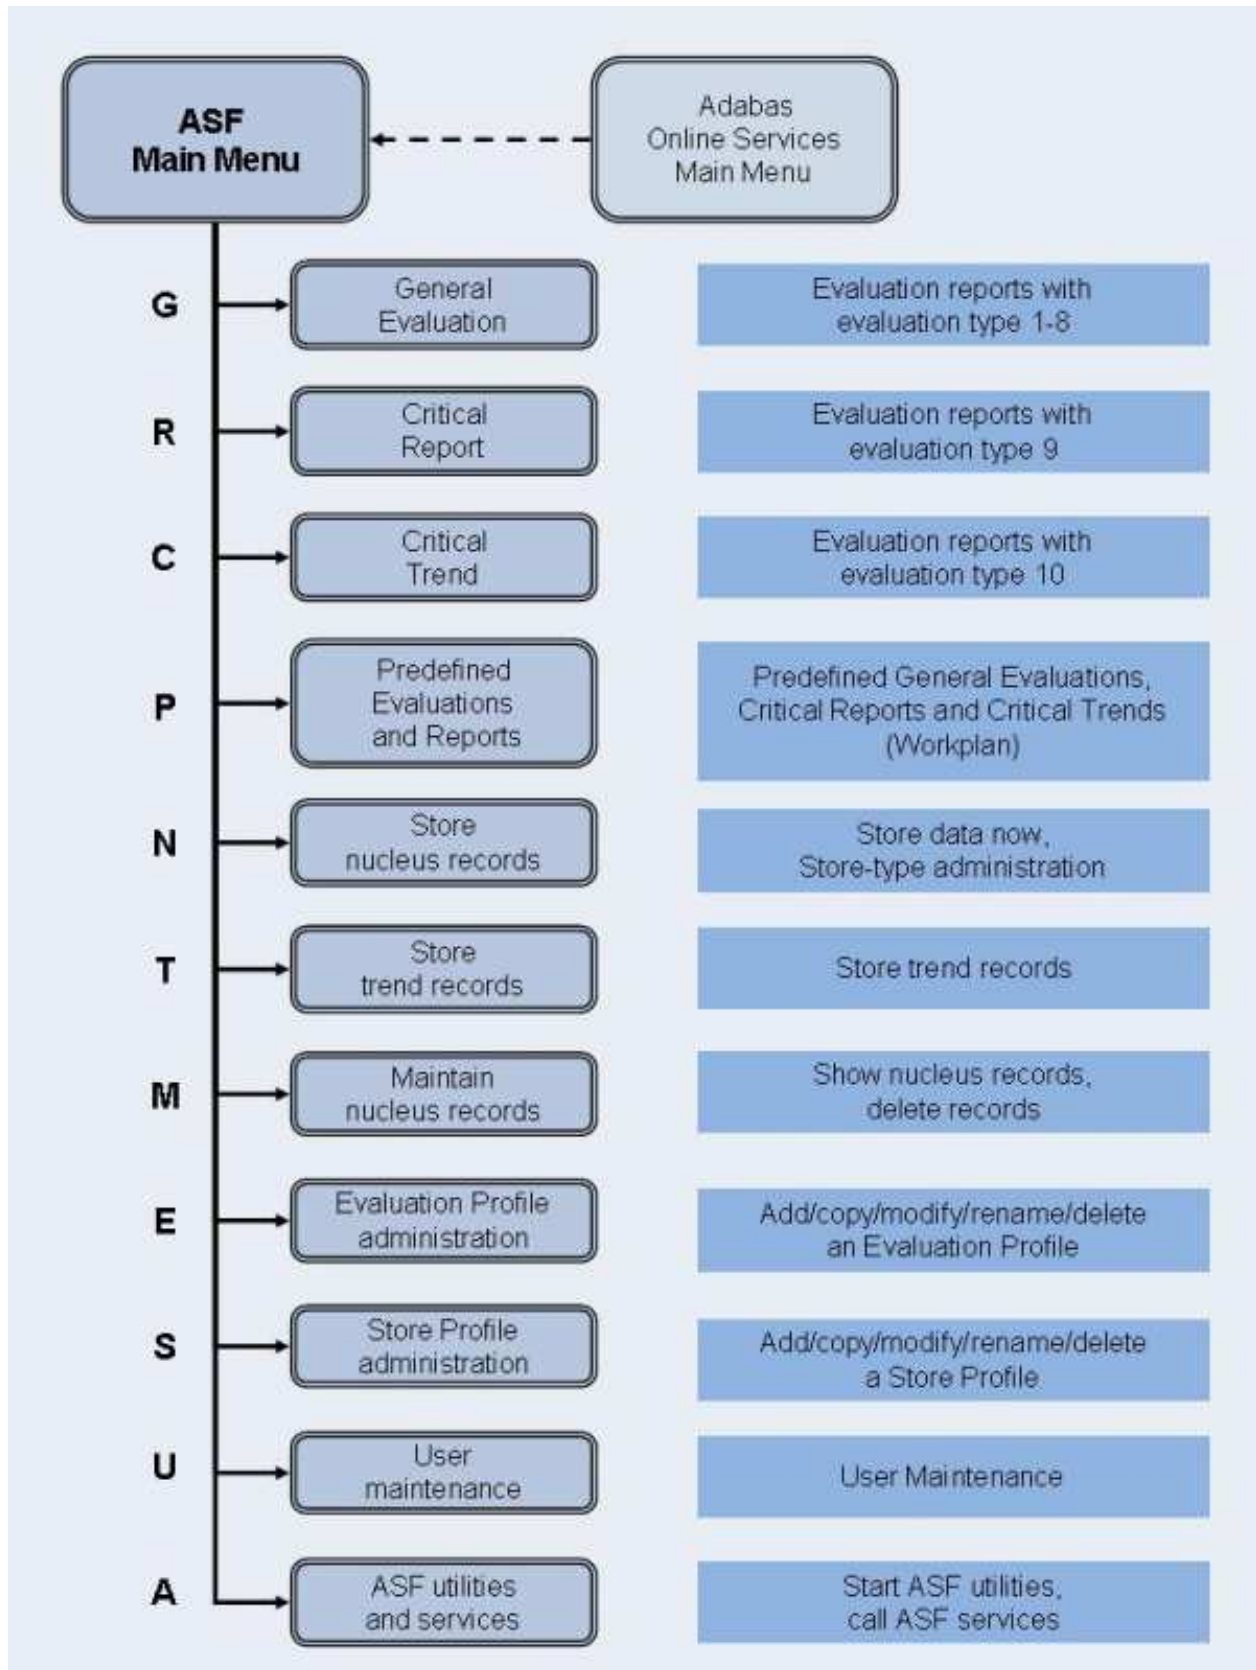 ASF
Main Menu
Adabas
Online Services
Main Menu
G
General
Evaluation
Evaluation reports with
evaluation type 1-8
R
Critical
Report
Evaluation reports with
evaluation type 9
C
Critical
Trend
Evaluation reports with
evaluation type 10
P
Predefined
Evaluations
and Reports
Predefined General Evaluations,
Critical Reports and Critical Trends
(Workplan)
N
Store
nucleus records
Store data now,
Store-type administration
T
Store
trend records
Store trend records
M
Maintain
nucleus records
Show nucleus records,
delete records
E
Evaluation Profile
administration
Add/copy/modify/rename/delete
an Evaluation Profile
S
Store Profile
administration
Add/copy/modify/rename/delete
a Store Profile
U
User
maintenance
User Maintenance
A
ASF utilities
and services
Start ASF utilities,
call ASF services